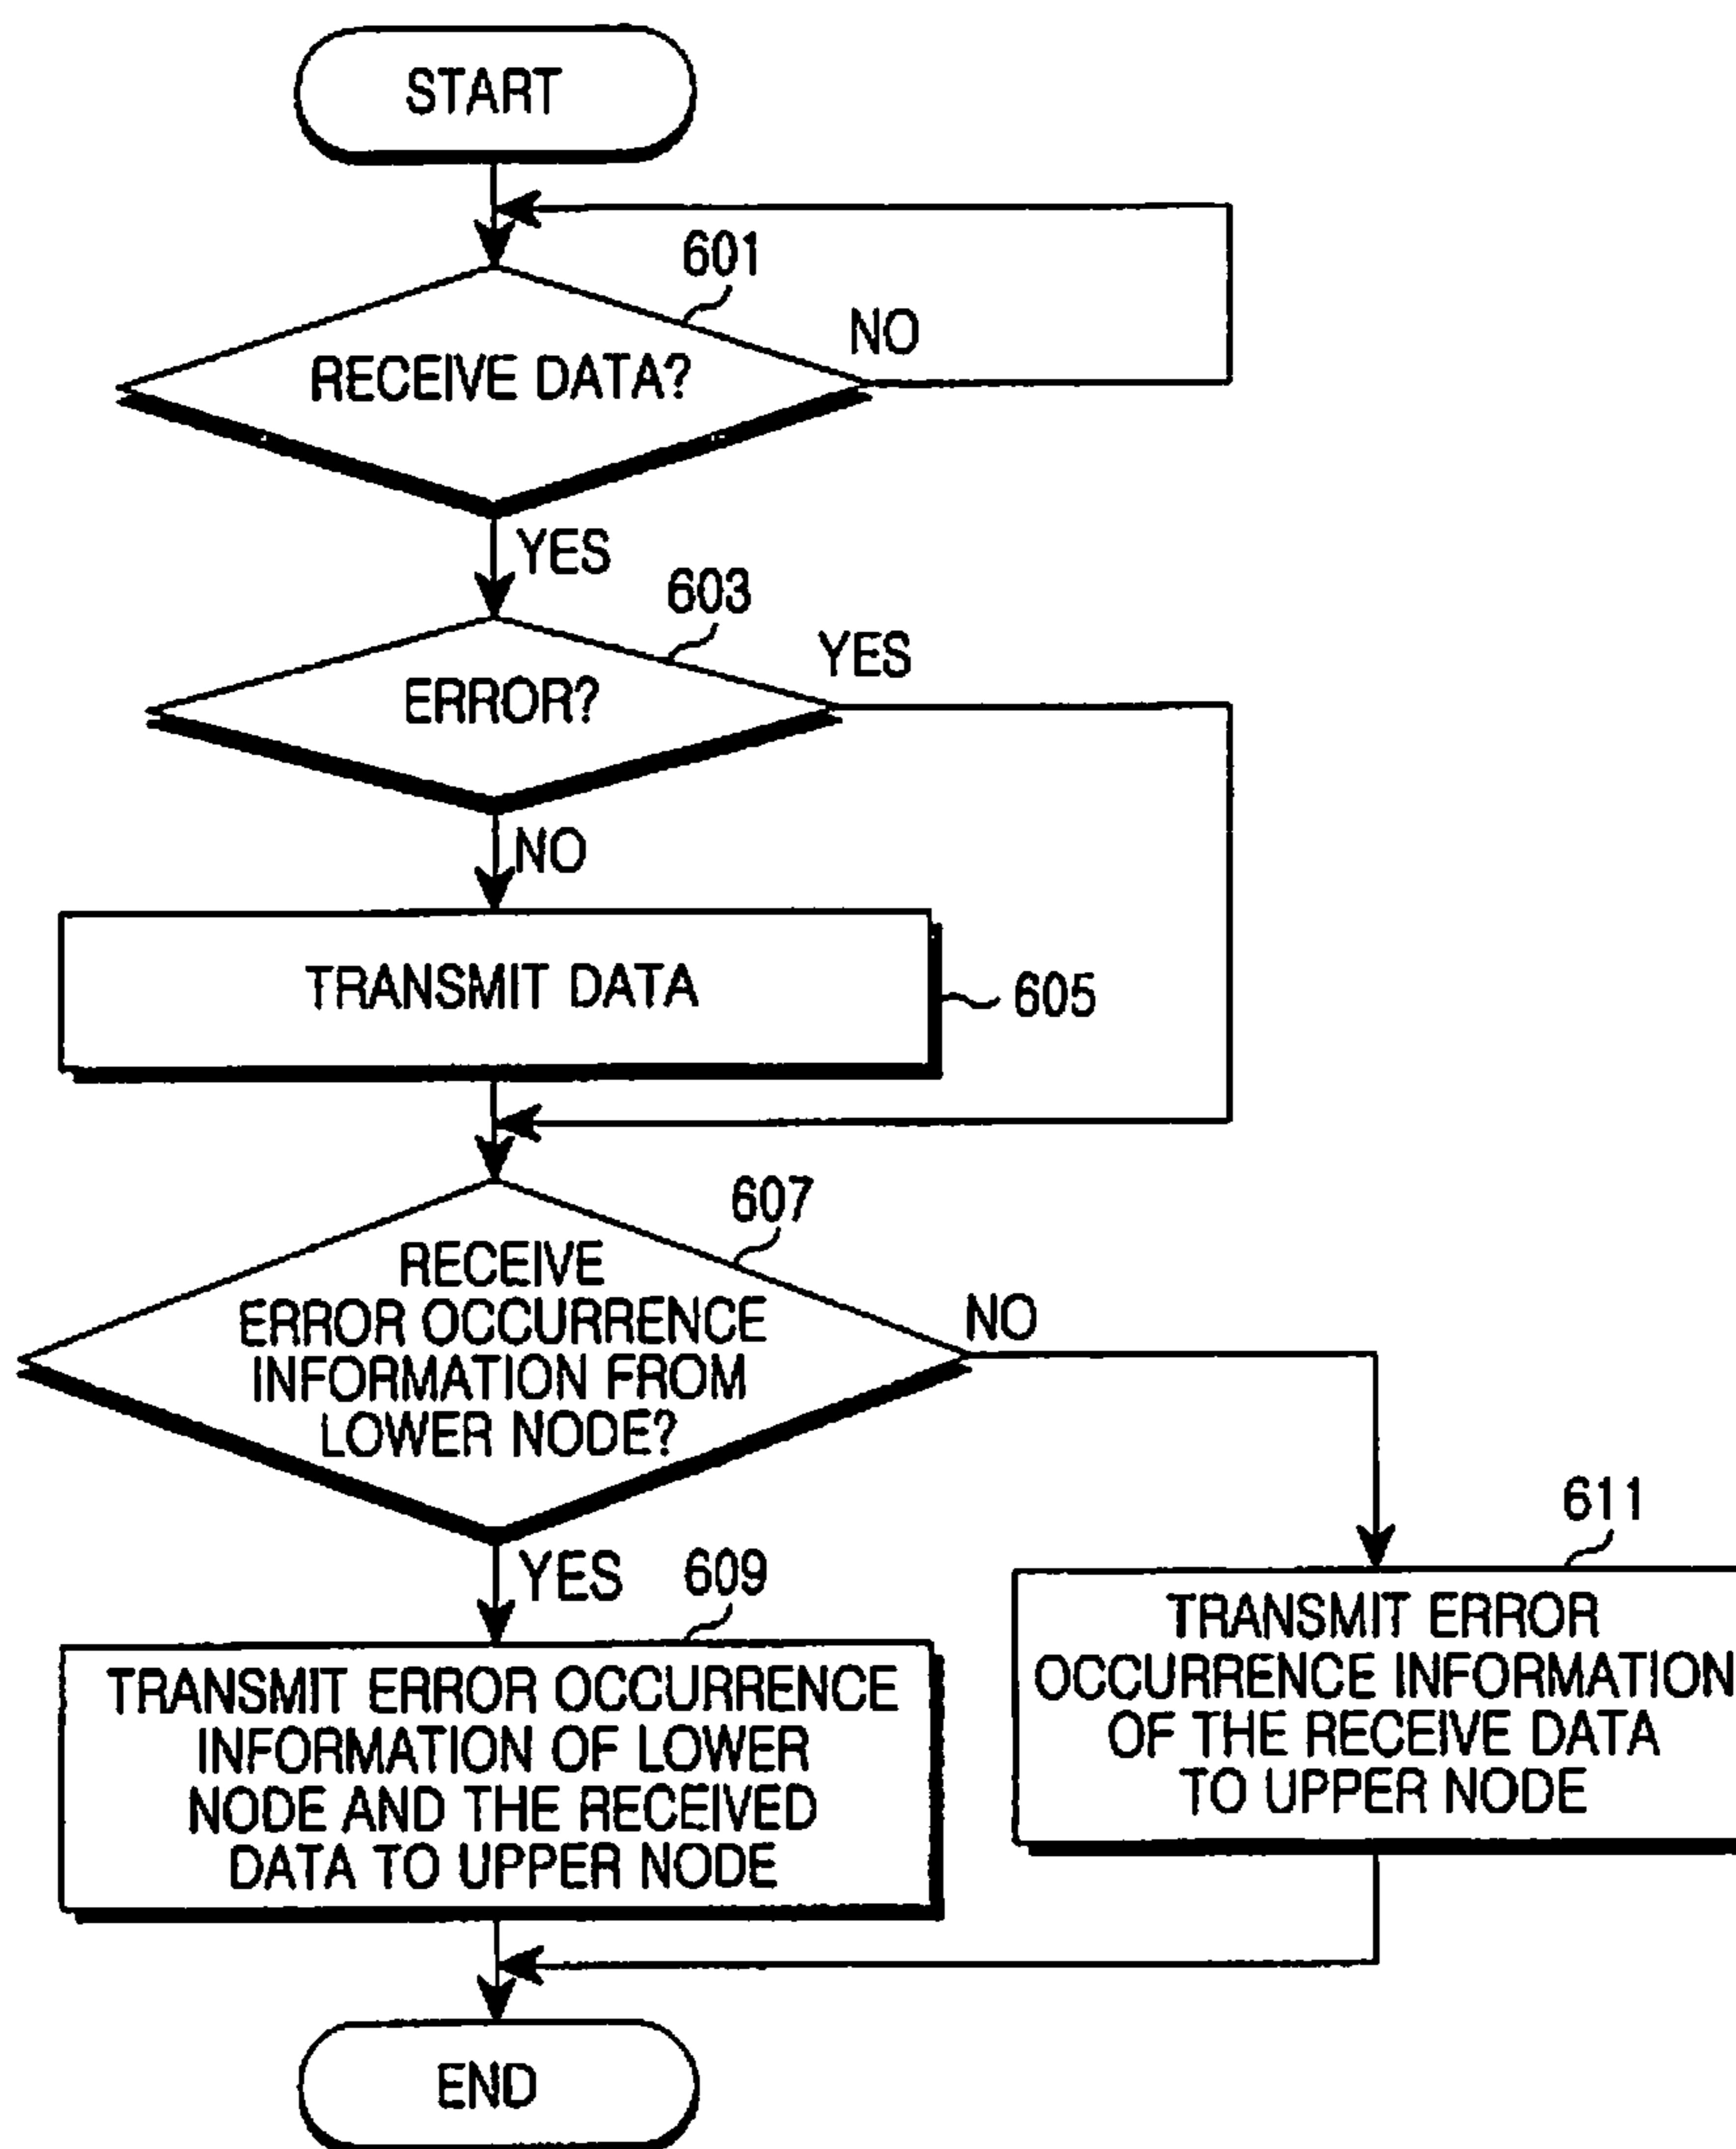 START
601
RECEIVE DATA?
NO
YES
603
ERROR?
YES
NO
TRANSMIT DATA
605
607
RECEIVE
ERROR OCCURRENCE
INFORMATION FROM
LOWER NODE?
NO
YES
609
TRANSMIT ERROR OCCURRENCE
INFORMATION OF LOWER
NODE AND THE RECEIVED
DATA TO UPPER NODE
611
TRANSMIT ERROR
OCCURRENCE INFORMATION
OF THE RECEIVE DATA
TO UPPER NODE
END